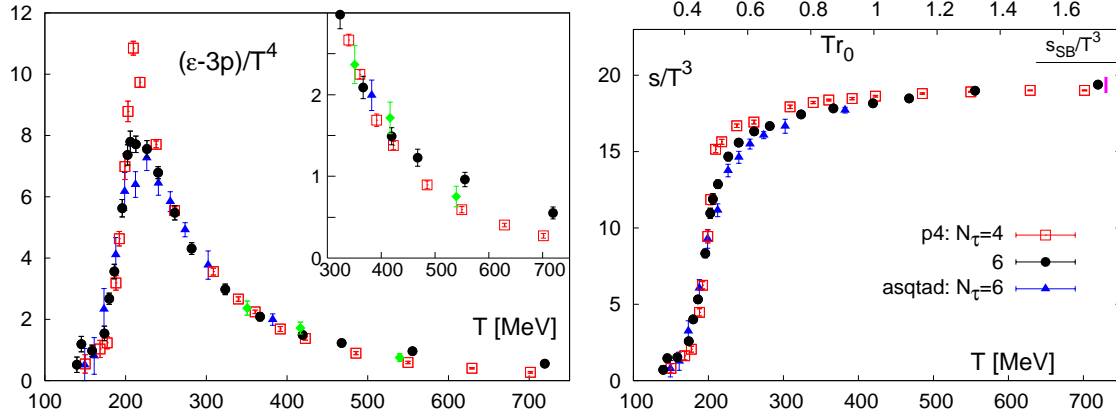 12
10
8
6
4
2
0
100 200 300 400 500 600 700
(ε-3p)/T⁴
T [MeV]
2
1
0
300 400 500 600 700
0.4 0.6 0.8 1 1.2 1.4 1.6
Tr₀
s/T³
s_SB/T³
20
15
10
5
0
p4: N_τ=4
6
asqtad: N_τ=6
T [MeV]
100 200 300 400 500 600 700